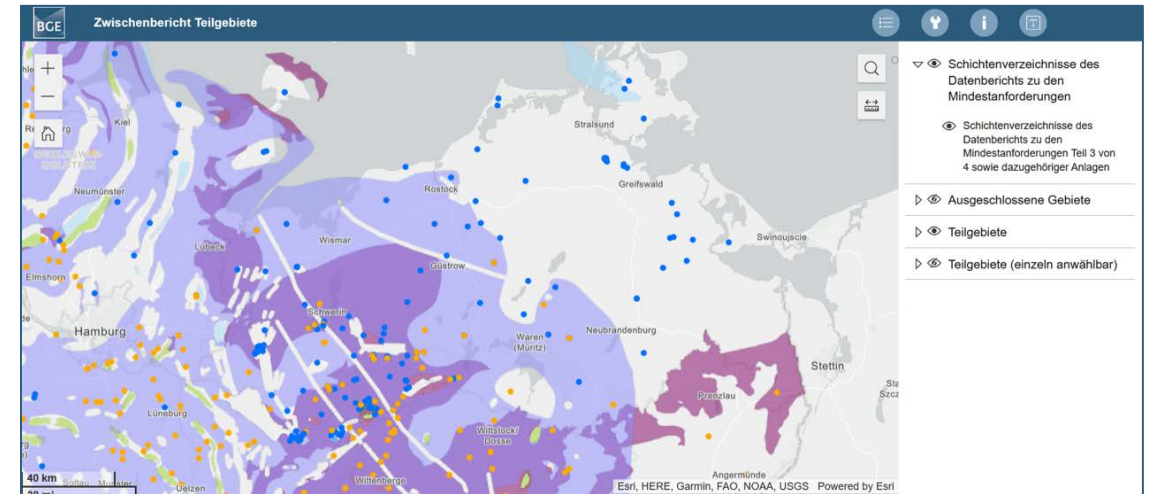 BGE
Zwischenbericht Teilgebiete
Kiel
Stralsund
Neumünster
Rostock
Greifswald
Lübeck
Wismar
Swinoujscie
Elmshorn
Güstrow
Schwerin
Hamburg
Waren
(Müritz)
Neubrandenburg
Stettin
Prenzlau
Lüneburg
Wittstock/
Dosse
Wittenberge
Angermünde
40 km
Soltau
Munster
Uelzen
Esri, HERE, Garmin, FAO, NOAA, USGS Powered by Esri
Schichtenverzeichnisse des
Datenberichts zu den
Mindestanforderungen
Schichtenverzeichnisse des
Datenberichts zu den
Mindestanforderungen Teil 3 von
4 sowie dazugehöriger Anlagen
Ausgeschlossene Gebiete
Teilgebiete
Teilgebiete (einzeln anwählbar)